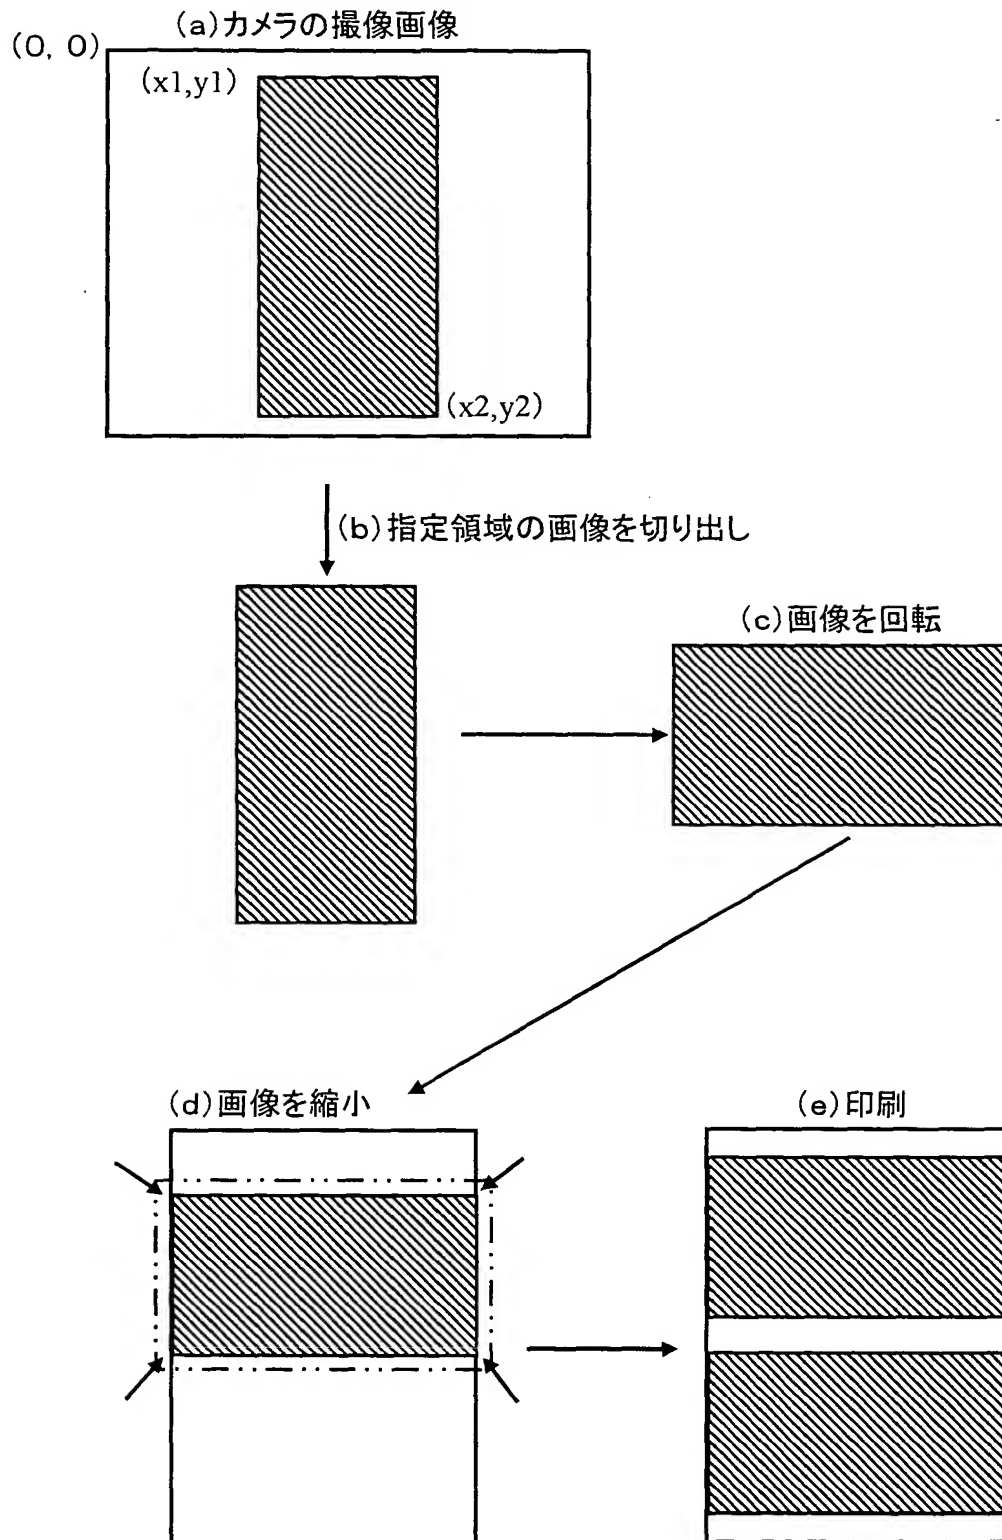 (a)カメラの撮像画像
(0, 0)
(x1,y1)
(x2,y2)
(b)指定領域の画像を切り出し
(c)画像を回転
(d)画像を縮小
(e)印刷